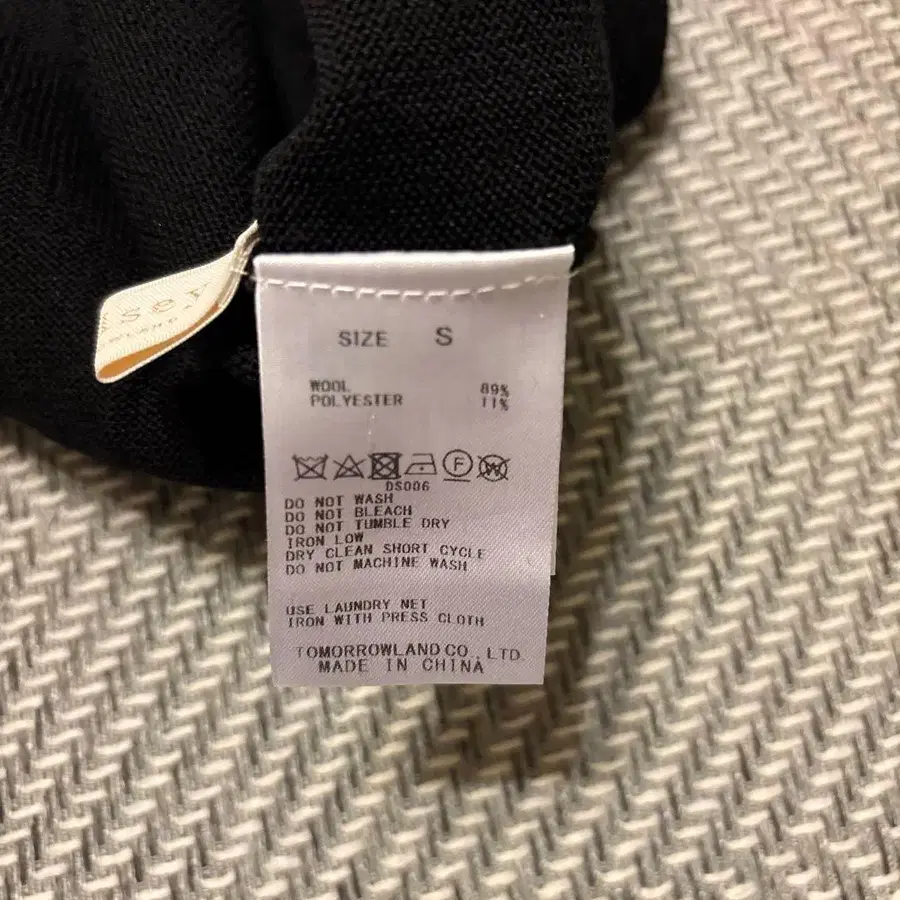 SIZE S
WOOL 89%
POLYESTER 11%
F W
DS006
DO NOT WASH
DO NOT BLEACH
DO NOT TUMBLE DRY
IRON LOW
DRY CLEAN SHORT CYCLE
DO NOT MACHINE WASH
USE LAUNDRY NET
IRON WITH PRESS CLOTH
TOMORROWLAND CO., LTD
MADE IN CHINA